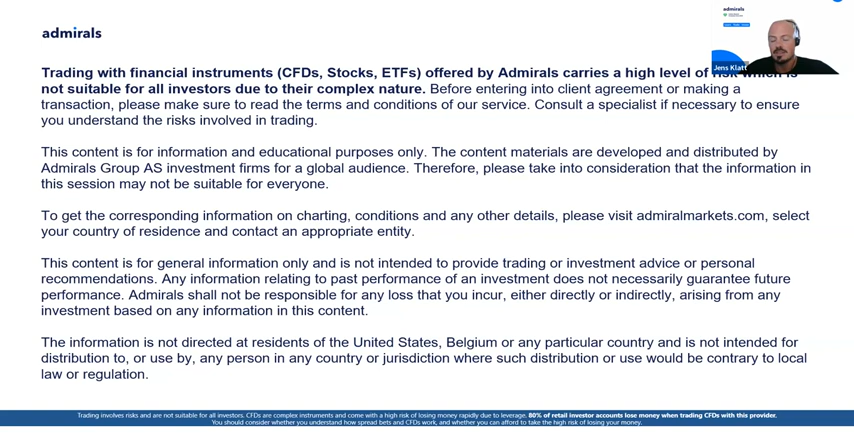 admirals
admirals
Jens Klatt
Trading with financial instruments (CFDs, Stocks, ETFs) offered by Admirals carries a high level of risk which is
not suitable for all investors due to their complex nature. Before entering into client agreement or making a
transaction, please make sure to read the terms and conditions of our service. Consult a specialist if necessary to ensure
you understand the risks involved in trading.
This content is for information and educational purposes only. The content materials are developed and distributed by
Admirals Group AS investment firms for a global audience. Therefore, please take into consideration that the information in
this session may not be suitable for everyone.
To get the corresponding information on charting, conditions and any other details, please visit admiralmarkets.com, select
your country of residence and contact an appropriate entity.
This content is for general information only and is not intended to provide trading or investment advice or personal
recommendations. Any information relating to past performance of an investment does not necessarily guarantee future
performance. Admirals shall not be responsible for any loss that you incur, either directly or indirectly, arising from any
investment based on any information in this content.
The information is not directed at residents of the United States, Belgium or any particular country and is not intended for
distribution to, or use by, any person in any country or jurisdiction where such distribution or use would be contrary to local
law or regulation.
Trading involves risks and are not suitable for all investors. CFDs are complex instruments and come with a high risk of losing money rapidly due to leverage. 80% of retail investor accounts lose money when trading CFDs with this provider.
You should consider whether you understand how spread bets and CFDs work, and whether you can afford to take the high risk of losing your money.